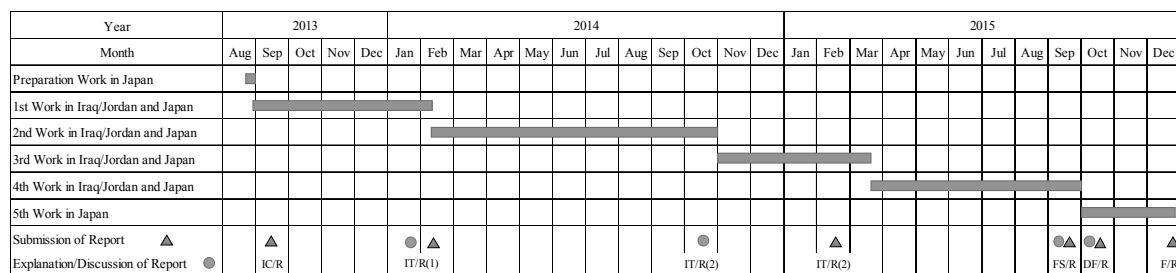 Year 2013 2014 2015
Month Aug Sep Oct Nov Dec Jan Feb Mar Apr May Jun Jul Aug Sep Oct Nov Dec Jan Feb Mar Apr May Jun Jul Aug Sep Oct Nov Dec
Preparation Work in Japan
1st Work in Iraq/Jordan and Japan
2nd Work in Iraq/Jordan and Japan
3rd Work in Iraq/Jordan and Japan
4th Work in Iraq/Jordan and Japan
5th Work in Japan
Submission of Report
Explanation/Discussion of Report IC/R IT/R(1) IT/R(2) IT/R(2) FS/R DF/R F/R